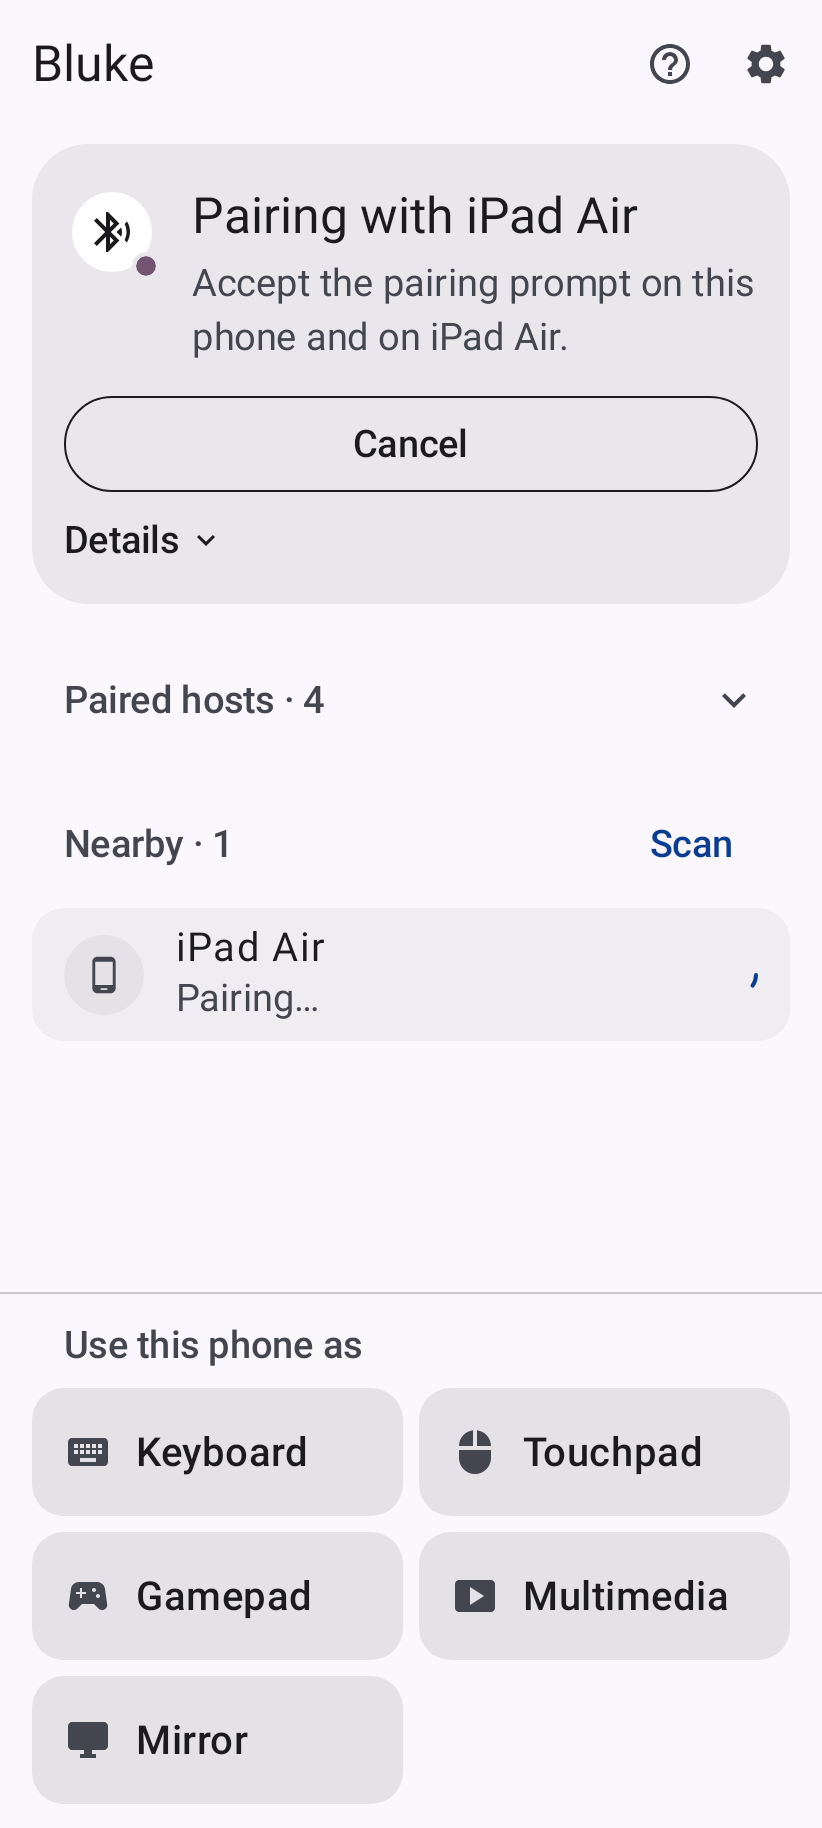 Bluke
Pairing with iPad Air
Accept the pairing prompt on this
phone and on iPad Air.
Cancel
Details
Paired hosts · 4
Nearby · 1
Scan
iPad Air
Pairing…
Use this phone as
Keyboard
Touchpad
Gamepad
Multimedia
Mirror